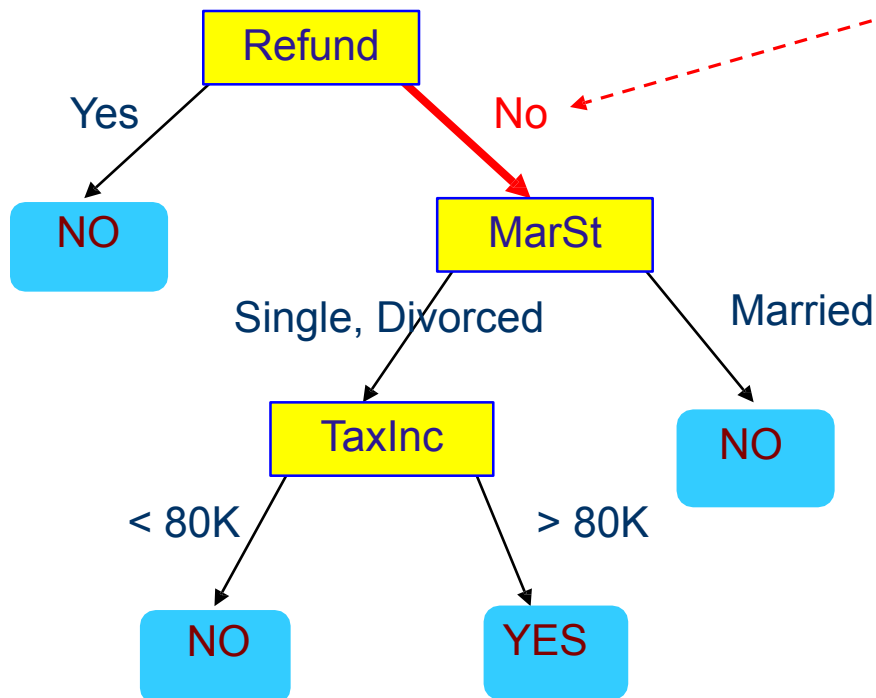 Refund
Yes
No
NO
MarSt
Single, Divorced
Married
TaxInc
NO
< 80K
> 80K
NO
YES